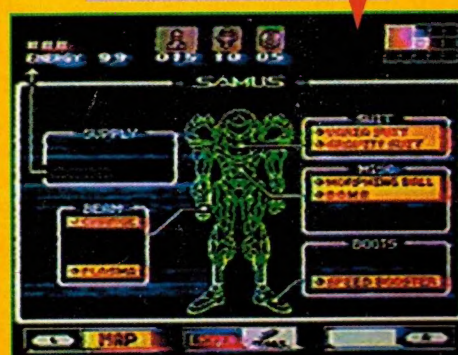 ENERGY 99 015 10 05
SAMUS
SUPPLY
SUIT
VARIA SUIT
GRAVITY SUIT
MISC
MORPHING BALL
BOMB
BEAM
CHARGE
PLASMA
BOOTS
SPEED BOOSTER
L MAP R